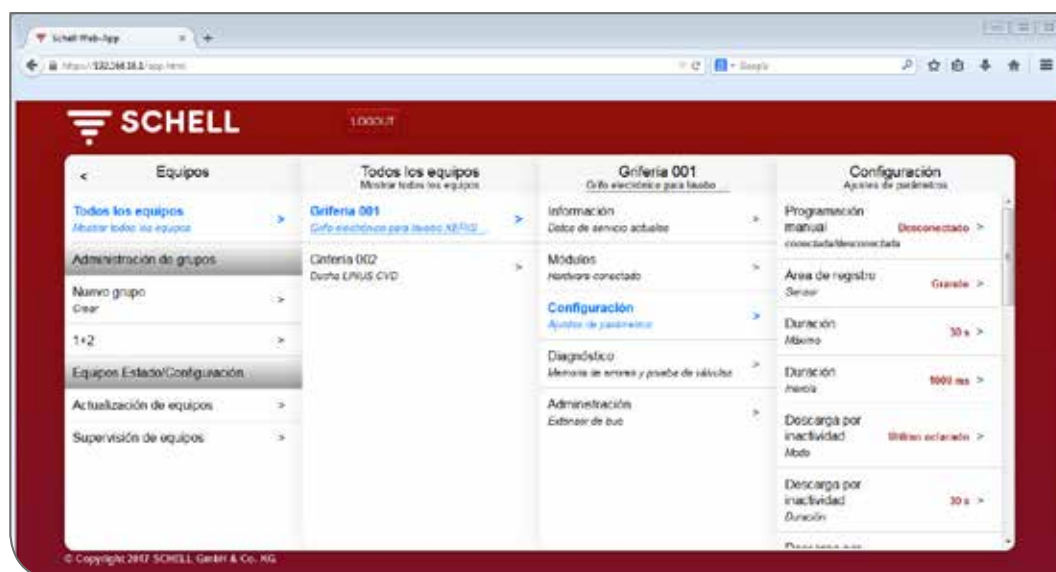 Schell Web-App
SCHELL
LOGOUT
< Equipos
Todos los equipos >
Mostrar todos los equipos
Administración de grupos
Nuevo grupo >
Crear
1+2 >
Equipos Estado/Configuración
Actualización de equipos >
Supervisión de equipos >
Todos los equipos
Mostrar todos los equipos
Grifería 001 >
Grifo electrónico para lavabo
Grifería 002 >
Ducha LINUS CVD
Grifería 001
Grifo electrónico para lavabo
Información >
Datos de servicio actuales
Módulos >
Hardware conectado
Configuración >
Ajustes de parámetros
Diagnóstico >
Memoria de errores y prueba de válvulas
Administración >
Extensor de bus
Configuración
Ajustes de parámetros
Programación
manual Desconectado >
conectada/desconectada
Área de registro Grande >
Sensor
Duración 30 s >
Máximo
Duración 1000 ms >
Inercia
Descarga por
inactividad >
Modo
Descarga por
inactividad 30 s >
Duración
Descarga por
© Copyright 2017 SCHELL GmbH & Co. KG